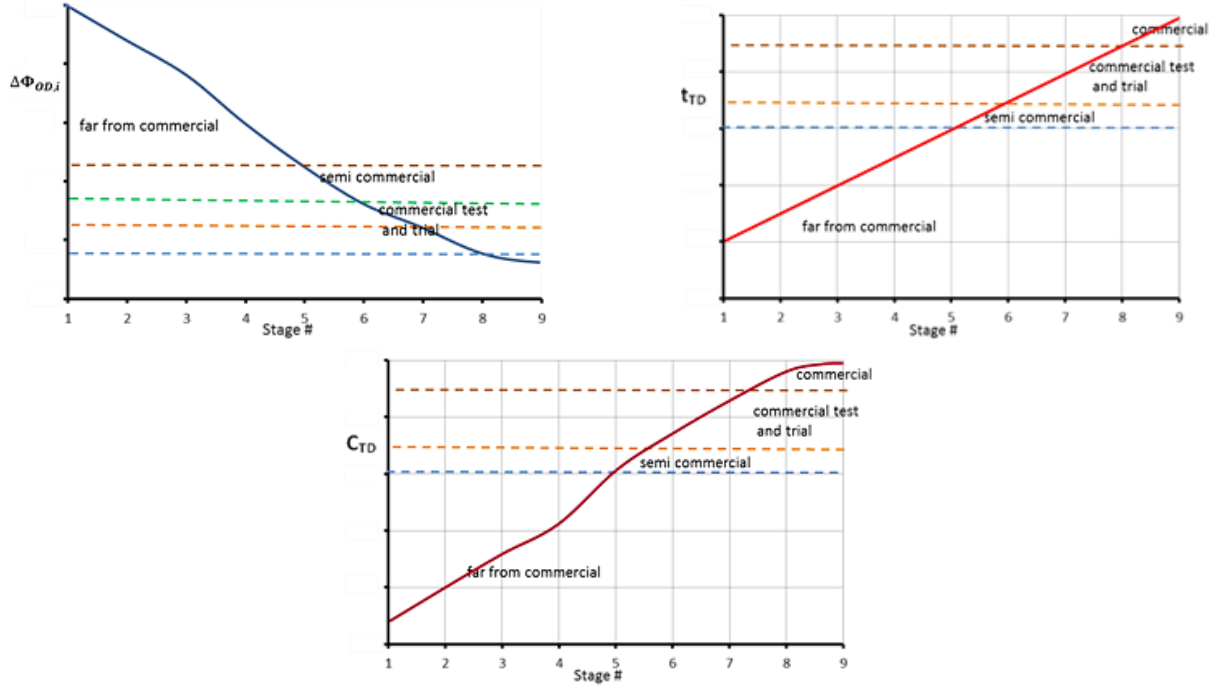 ΔΦOD,i
far from commercial
semi commercial
commercial test
and trial
1 2 3 4 5 6 7 8 9
Stage #
tTD
commercial
commercial test
and trial
semi commercial
far from commercial
1 2 3 4 5 6 7 8 9
Stage #
CTD
commercial
commercial test
and trial
semi commercial
far from commercial
1 2 3 4 5 6 7 8 9
Stage #